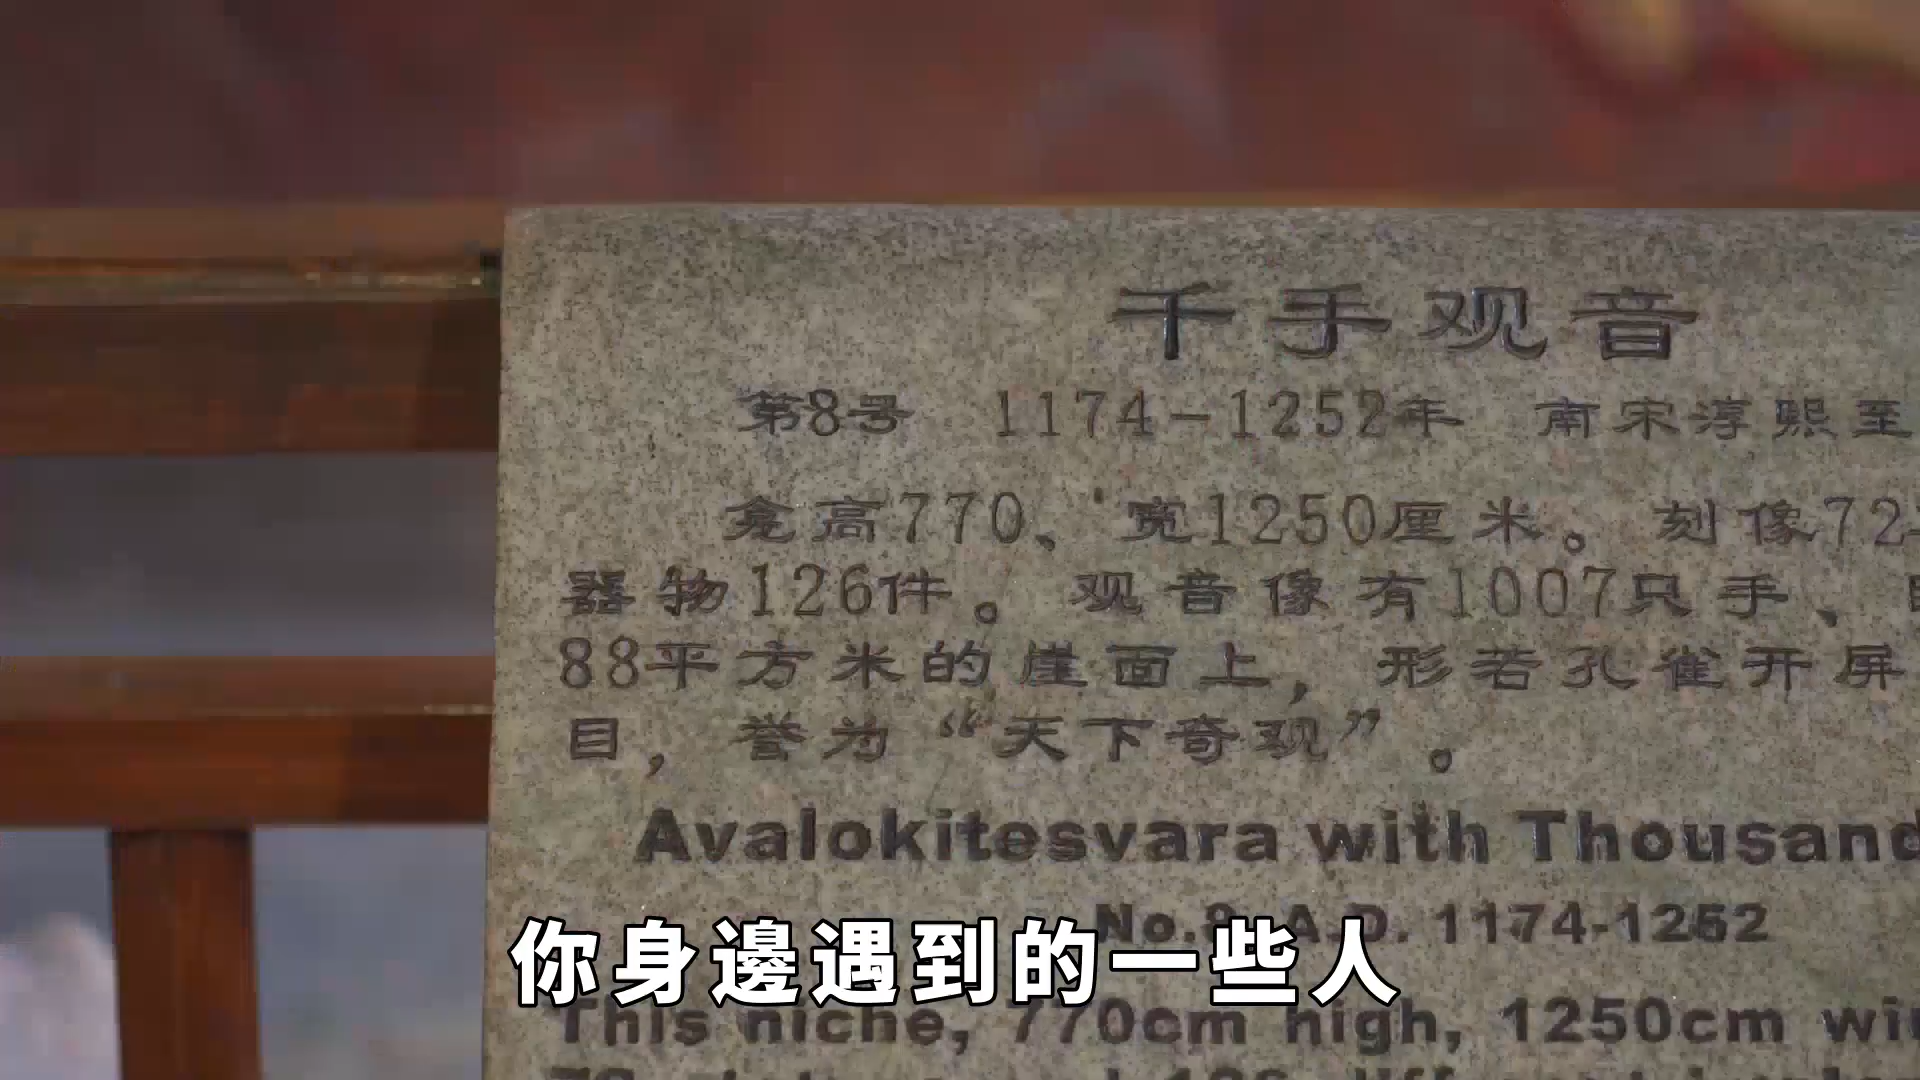 千手观音
第8号 1174-1252年 南宋淳熙至
龛高770、宽1250厘米。刻像72
器物126件。观音像有1007只手、
88平方米的崖面上，形若孔雀开屏
目，誉为“天下奇观”。
Avalokitesvara with Thousand
No.8 A.D. 1174-1252
你身邊遇到的一些人
This niche, 770cm high, 1250cm